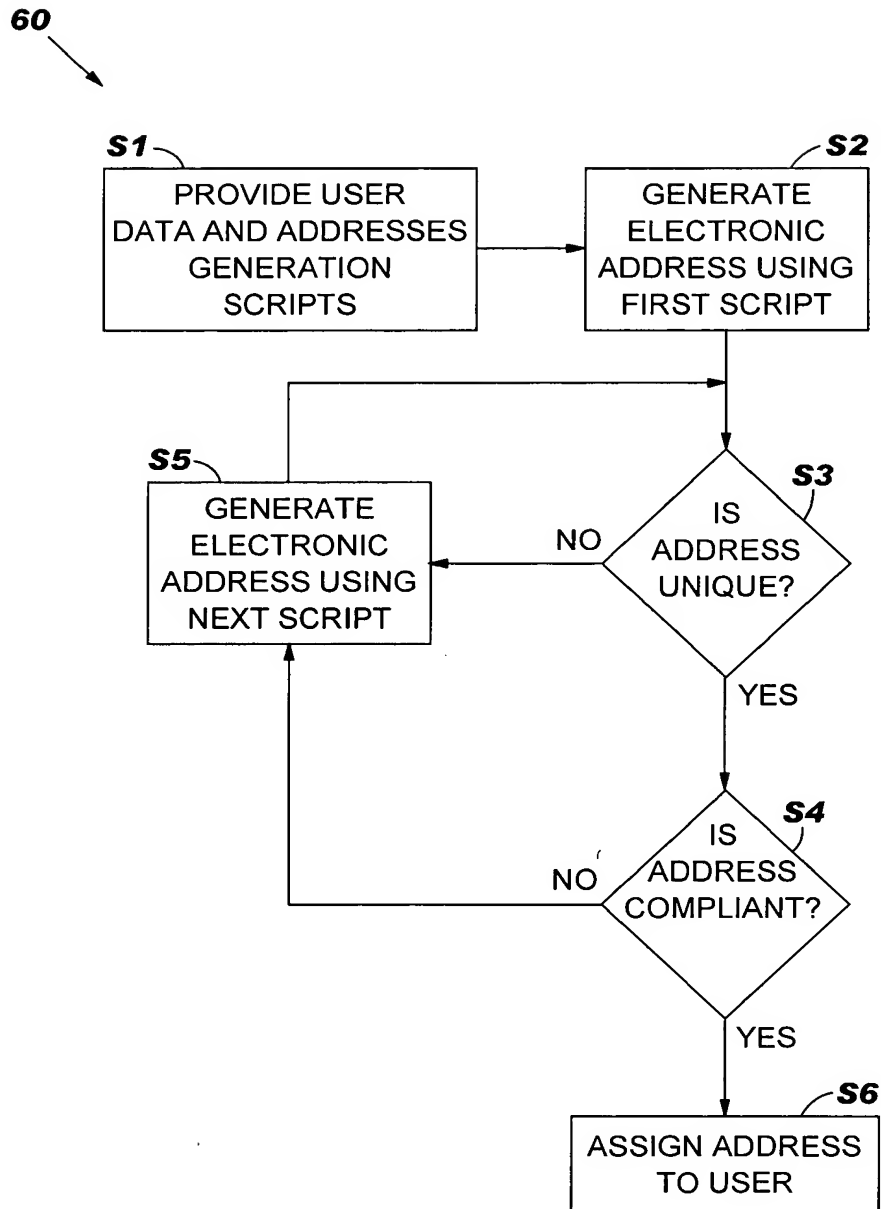 60
S1
PROVIDE USER
DATA AND ADDRESSES
GENERATION
SCRIPTS
S2
GENERATE
ELECTRONIC
ADDRESS USING
FIRST SCRIPT
S5
GENERATE
ELECTRONIC
ADDRESS USING
NEXT SCRIPT
S3
IS
ADDRESS
UNIQUE?
NO
YES
S4
IS
ADDRESS
COMPLIANT?
NO
YES
S6
ASSIGN ADDRESS
TO USER